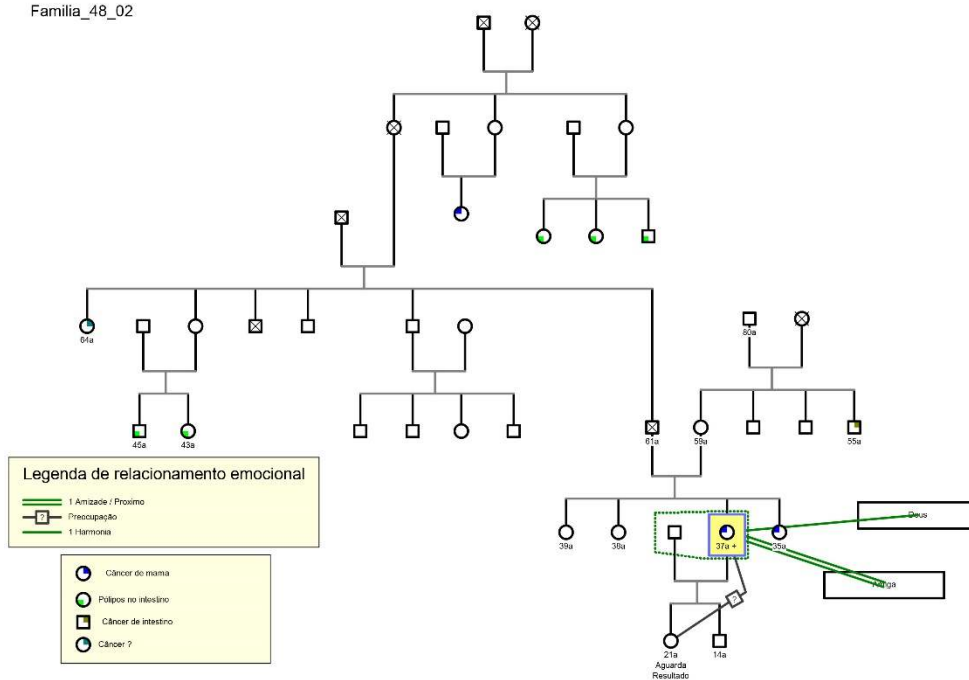 Familia_48_02
64a
80a
45a
43a
61a
59a
55a
Legenda de relacionamento emocional
1 Amizade / Proximo
? Preocupação
1 Harmonia
39a
38a
37a +
35a
Deus
Amiga
?
Câncer de mama
Pólipos no intestino
Câncer de intestino
Câncer ?
21a
Aguarda
Resultado
14a